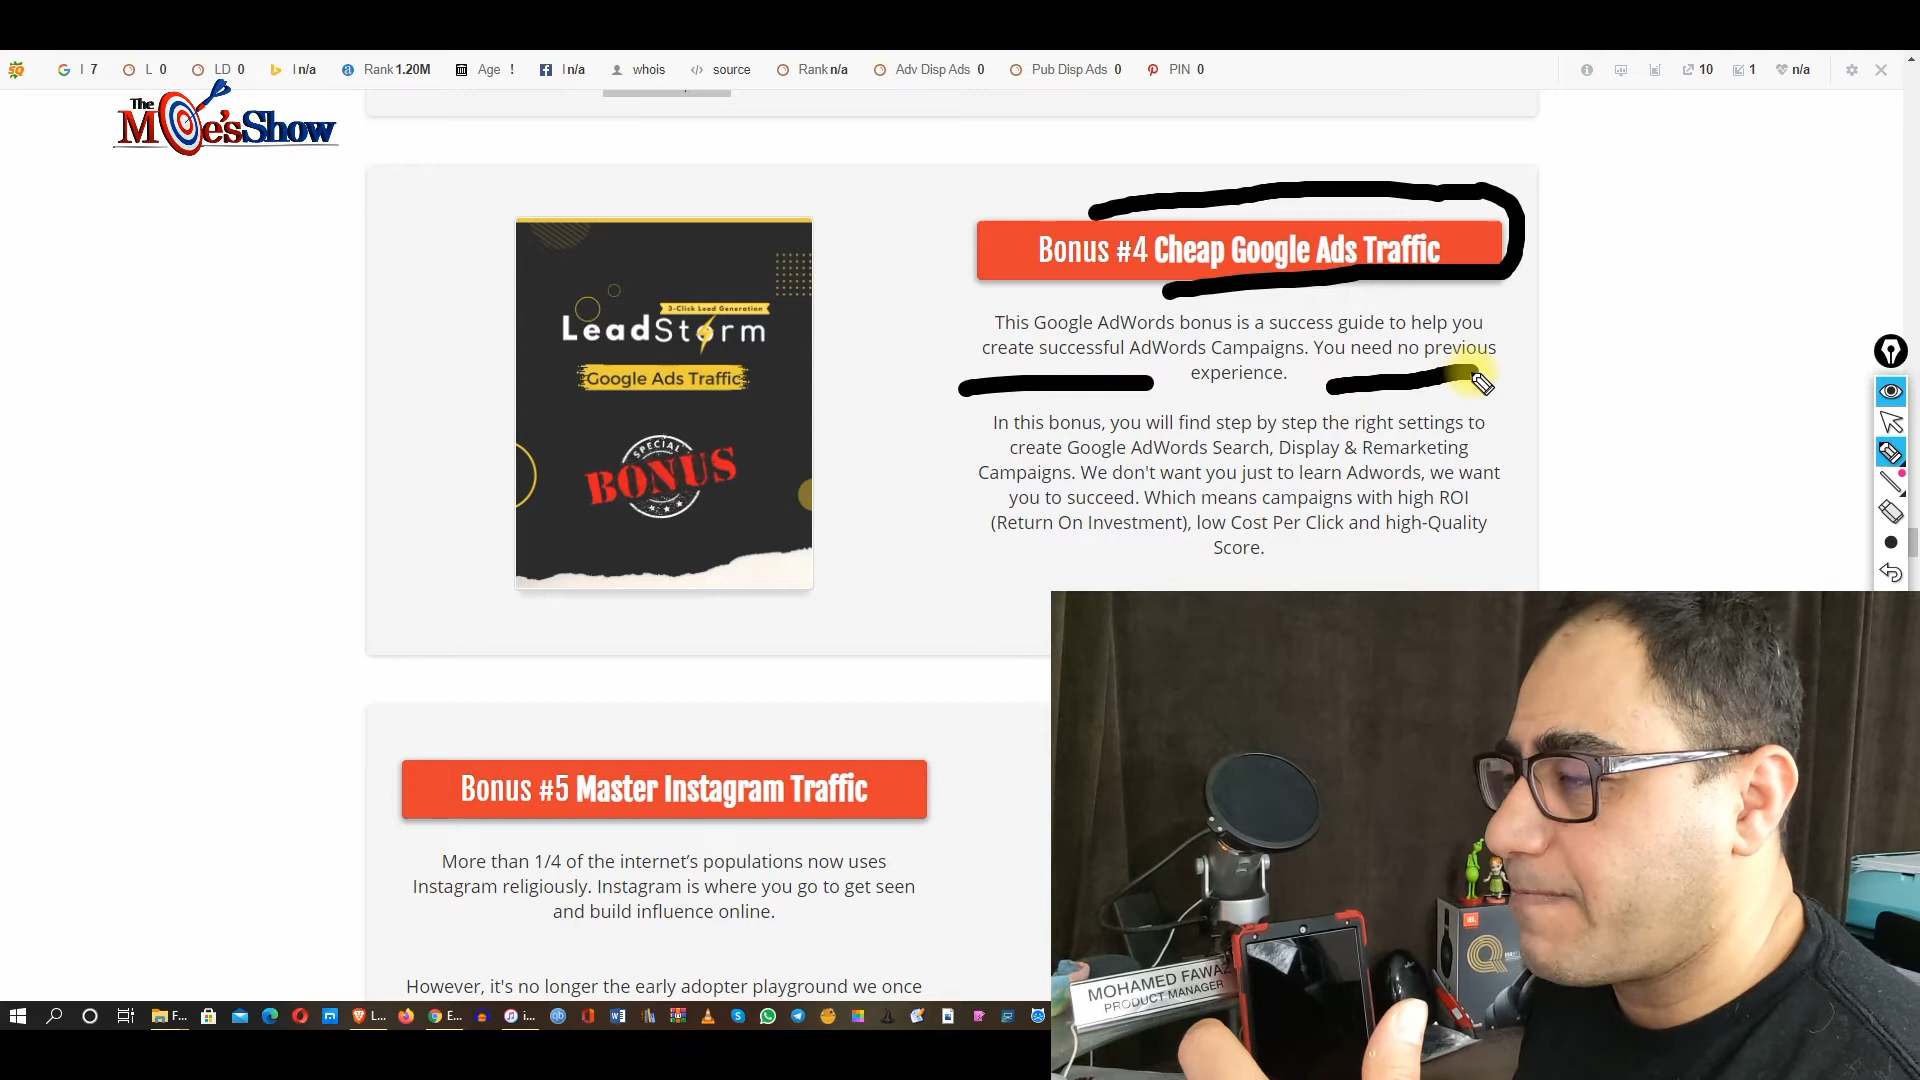 I 7
L 0
LD 0
I n/a
Rank 1.20M
Age !
I n/a
whois
source
Rank n/a
Adv Disp Ads 0
Pub Disp Ads 0
PIN 0
10
1
n/a
The
Moe'sShow
3-Click Lead Generation
LeadStorm
Google Ads Traffic
SPECIAL
BONUS
Bonus #4 Cheap Google Ads Traffic
This Google AdWords bonus is a success guide to help you
create successful AdWords Campaigns. You need no previous
experience.
In this bonus, you will find step by step the right settings to
create Google AdWords Search, Display & Remarketing
Campaigns. We don't want you just to learn Adwords, we want
you to succeed. Which means campaigns with high ROI
(Return On Investment), low Cost Per Click and high-Quality
Score.
Bonus #5 Master Instagram Traffic
More than 1/4 of the internet's populations now uses
Instagram religiously. Instagram is where you go to get seen
and build influence online.
However, it's no longer the early adopter playground we once
MOHAMED FAWAZ
PRODUCT MANAGER
JBL
F...
L...
E...
i...